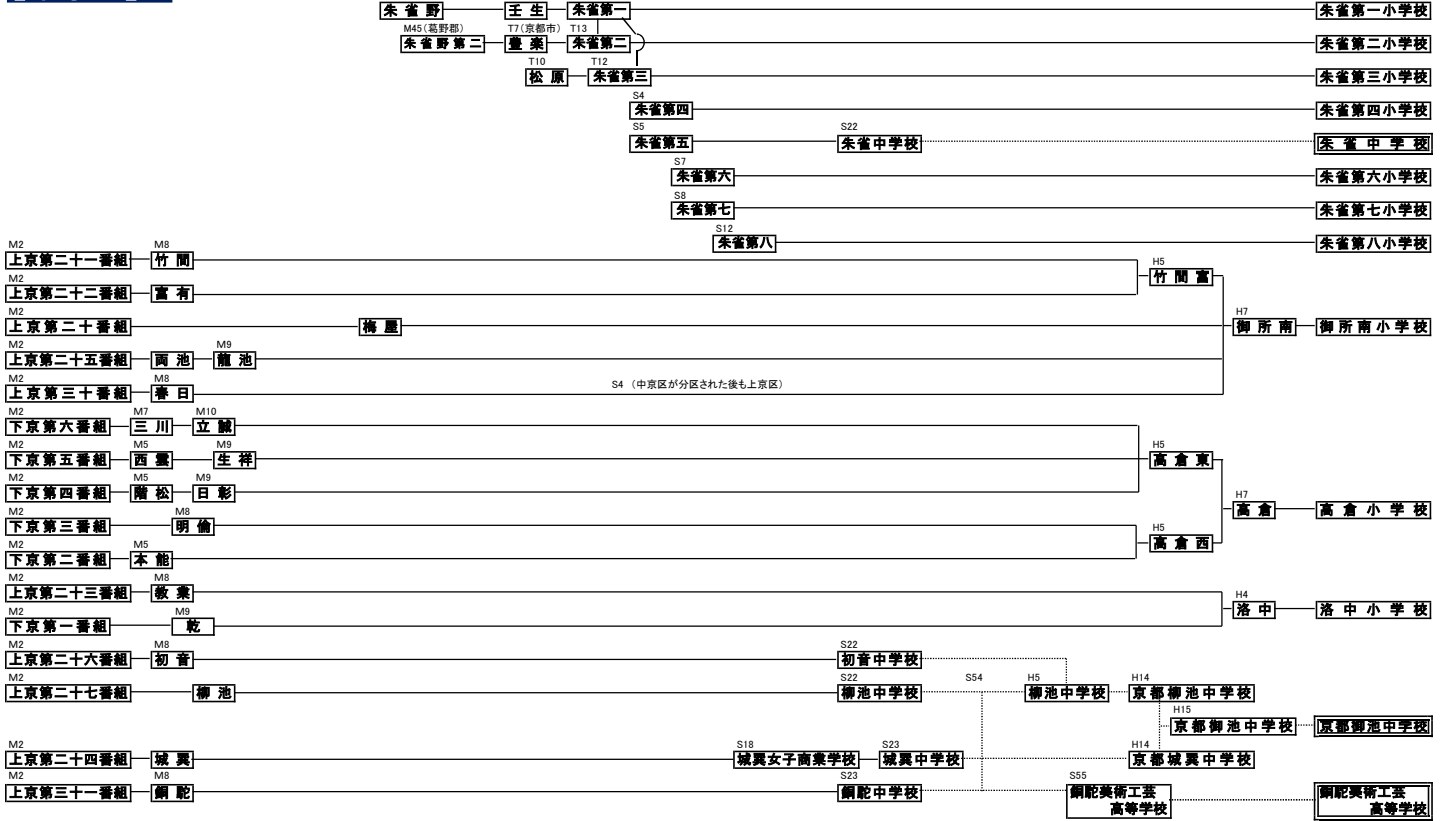 朱雀野 壬生 朱雀第一 朱雀第一小学校
M45(葛野郡) T7(京都市) T13
朱雀野第二 豊楽 朱雀第二 朱雀第二小学校
T10 T12
松原 朱雀第三 朱雀第三小学校
S4
朱雀第四 朱雀第四小学校
S5 S22
朱雀第五 朱雀中学校 朱雀中学校
S7
朱雀第六 朱雀第六小学校
S8
朱雀第七 朱雀第七小学校
S12
朱雀第八 朱雀第八小学校
M2 M8
上京第二十一番組 竹間
H5
竹間富
M2
上京第二十二番組 富有
M2
上京第二十番組 梅屋
H7
御所南 御所南小学校
M2 M9
上京第二十五番組 両池 龍池
M2 M8
上京第三十番組 春日
S4 (中京区が分区された後も上京区)
M2 M7 M10
下京第六番組 三川 立誠
M2 M5 M9 H5
下京第五番組 西雲 生祥 高倉東
M2 M5 M9
下京第四番組 階松 日彰
H7
高倉 高倉小学校
M2 M8
下京第三番組 明倫
H5
高倉西
M2 M5
下京第二番組 本能
M2 M8
上京第二十三番組 教業
H4
洛中 洛中小学校
M2 M9
下京第一番組 乾
M2 M8 S22
上京第二十六番組 初音 初音中学校
M2 S22 S54 H5 H14
上京第二十七番組 柳池 柳池中学校 柳池中学校 京都柳池中学校
H15
京都御池中学校 京都御池中学校
M2 S18 S23 H14
上京第二十四番組 城巽 城巽女子商業学校 城巽中学校 京都城巽中学校
M2 M8 S23 S55
上京第三十一番組 銅駝 銅駝中学校 銅駝美術工芸 銅駝美術工芸
高等学校 高等学校